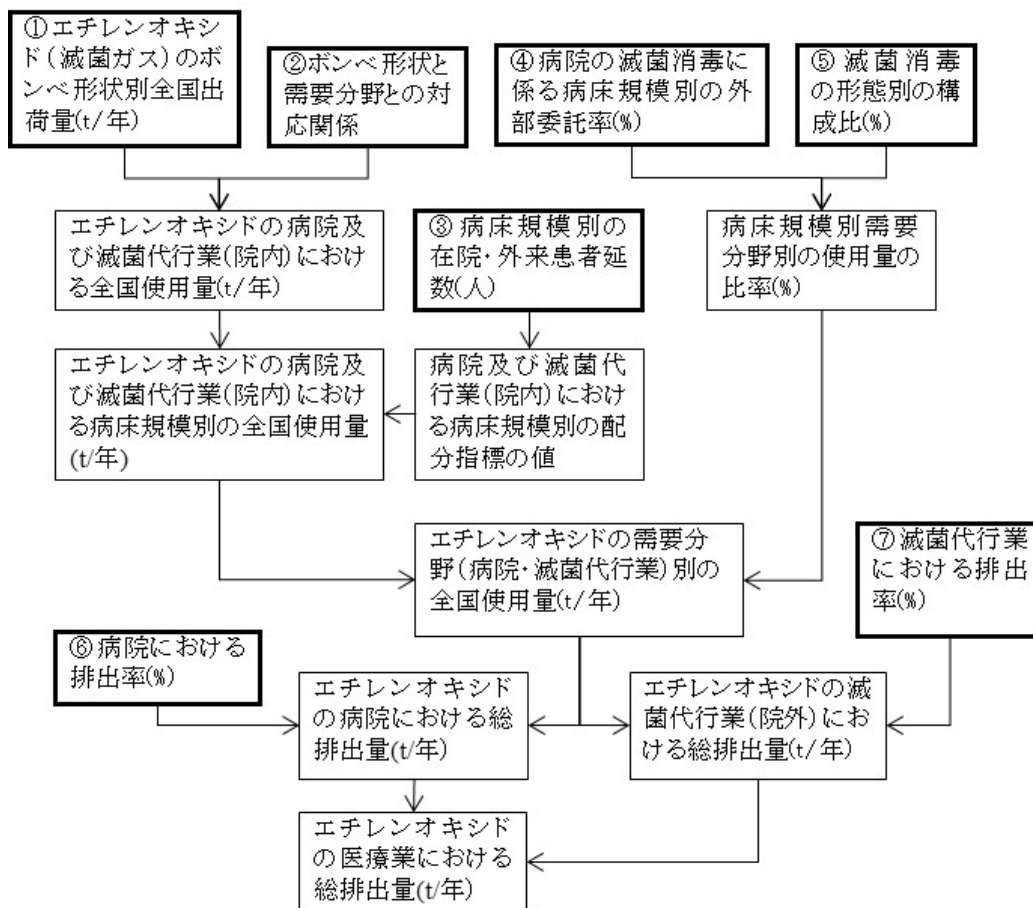 ①エチレンオキシ
ド(滅菌ガス)のボ
ンベ形状別全国出
荷量(t/年)
②ボンベ形状と
需要分野との対
応関係
④病院の滅菌消毒に
係る病床規模別の外
部委託率(%)
⑤滅菌消毒
の形態別の構
成比(%)
エチレンオキシドの病院及
び滅菌代行業(院内)におけ
る全国使用量(t/年)
③病床規模別の
在院・外来患者延
数(人)
病床規模別需要
分野別の使用量の
比率(%)
エチレンオキシドの病院及
び滅菌代行業(院内)におけ
る病床規模別の全国使用量
(t/年)
病院及び滅菌代
行業(院内)におけ
る病床規模別の配
分指標の値
エチレンオキシドの需要分
野(病院・滅菌代行業)別の
全国使用量(t/年)
⑦滅菌代行業
における排出
率(%)
⑥病院における
排出率(%)
エチレンオキシド
の病院における総
排出量(t/年)
エチレンオキシドの滅
菌代行業(院外)にお
ける総排出量(t/年)
エチレンオキシド
の医療業における
総排出量(t/年)